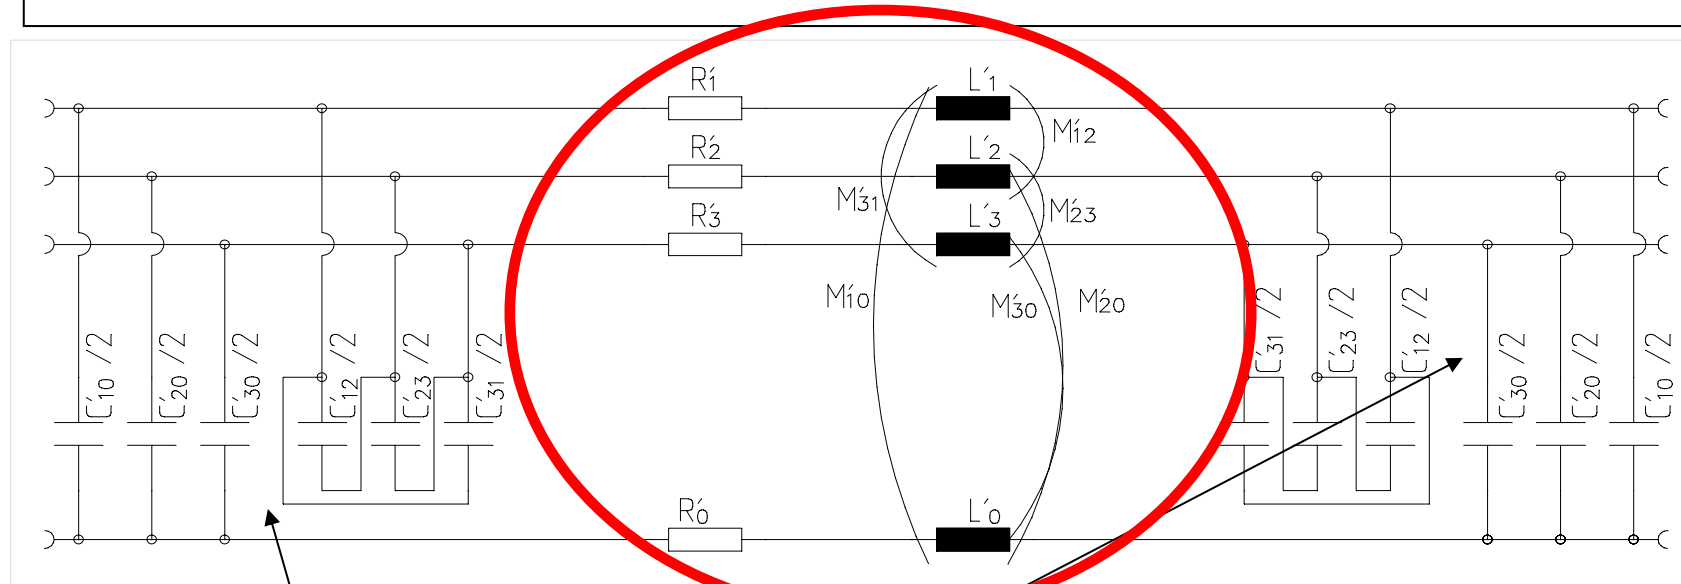 R´1
L´1
M´12
R´2
L´2
M´31
M´23
R´3
L´3
M´10
M´30
M´20
C´10 /2
C´20 /2
C´30 /2
C´12 /2
C´23 /2
C´31 /2
C´31 /2
C´23 /2
C´12 /2
C´30 /2
C´20 /2
C´10 /2
R´0
L´0